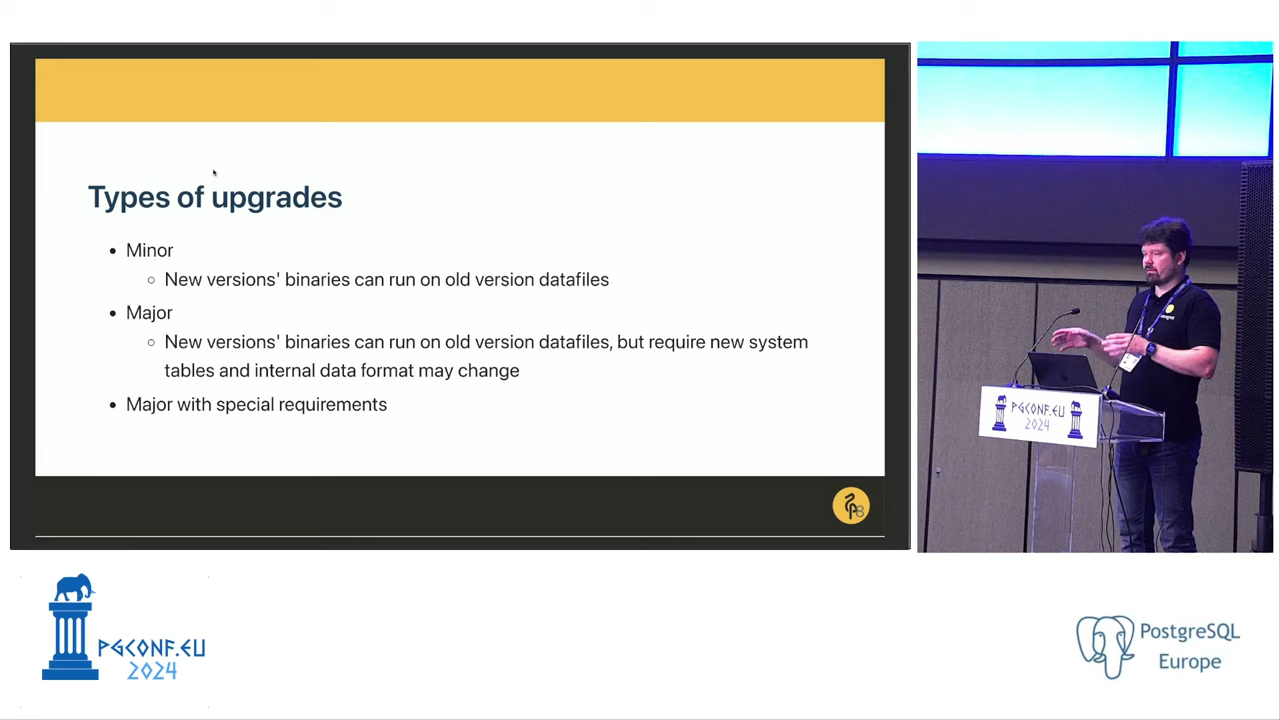 Types of upgrades
Minor
New versions' binaries can run on old version datafiles
Major
New versions' binaries can run on old version datafiles, but require new system
tables and internal data format may change
Major with special requirements
8
PGCONF.EU
2024
PGCONF.EU
2024
PostgreSQL
Europe